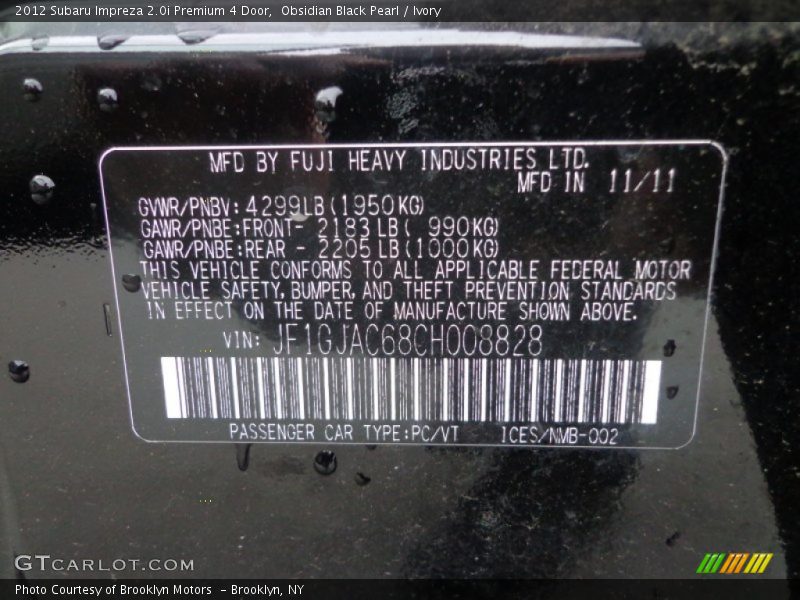 2012 Subaru Impreza 2.0i Premium 4 Door,  Obsidian Black Pearl / Ivory
MFD BY FUJI HEAVY INDUSTRIES LTD.
MFD IN 11/11
GVWR/PNBV: 4299LB(1950KG)
GAWR/PNBE:FRONT- 2183LB( 990KG)
GAWR/PNBE:REAR - 2205LB(1000KG)
THIS VEHICLE CONFORMS TO ALL APPLICABLE FEDERAL MOTOR
VEHICLE SAFETY, BUMPER, AND THEFT PREVENTION STANDARDS
IN EFFECT ON THE DATE OF MANUFACTURE SHOWN ABOVE.
VIN: JF1GJAC68CH008828
PASSENGER CAR TYPE:PC/VT ICES/NMB-002
GTCARLOT.COM
Photo Courtesy of Brooklyn Motors - Brooklyn, NY